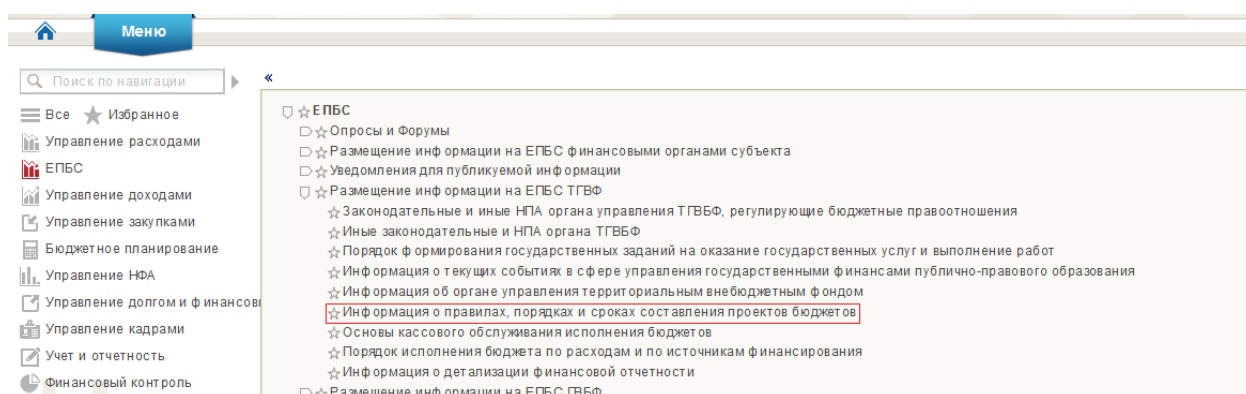 Меню
Поиск по навигации
«
Все Избранное
Управление расходами
ЕПБС
Управление доходами
Управление закупками
Бюджетное планирование
Управление НФА
Управление долгом и финансов
Управление кадрами
Учет и отчетность
Финансовый контроль
ЕПБС
Опросы и Форумы
Размещение информации на ЕПБС финансовыми органами субъекта
Уведомления для публикуемой информации
Размещение информации на ЕПБС ТГВФ
Законодательные и иные НПА органа управления ТГВБФ, регулирующие бюджетные правоотношения
Иные законодательные и НПА органа ТГВБФ
Порядок формирования государственных заданий на оказание государственных услуг и выполнение работ
Информация о текущих событиях в сфере управления государственными финансами публично-правового образования
Информация об органе управления территориальным внебюджетным фондом
Информация о правилах, порядках и сроках составления проектов бюджетов
Основы кассового обслуживания исполнения бюджетов
Порядок исполнения бюджета по расходам и по источникам финансирования
Информация о детализации финансовой отчетности
Размещение информации на ЕПБС ГВБФ